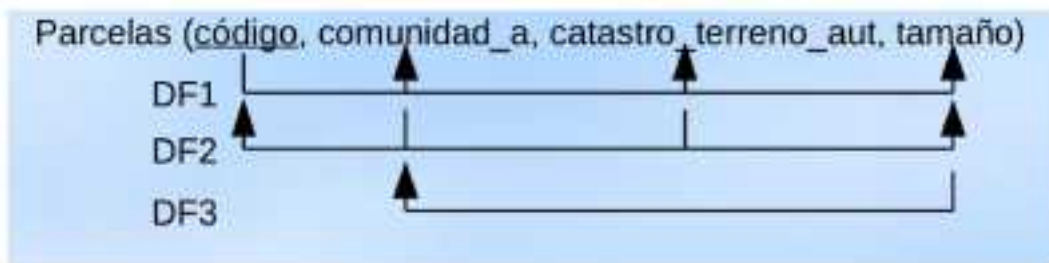 Parcelas (código, comunidad_a, catastro_terreno_aut, tamaño)
DF1
DF2
DF3